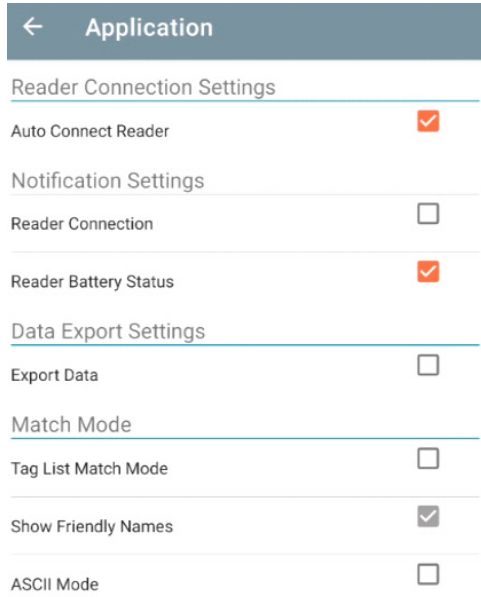 Application
Reader Connection Settings
Auto Connect Reader
Notification Settings
Reader Connection
Reader Battery Status
Data Export Settings
Export Data
Match Mode
Tag List Match Mode
Show Friendly Names
ASCII Mode